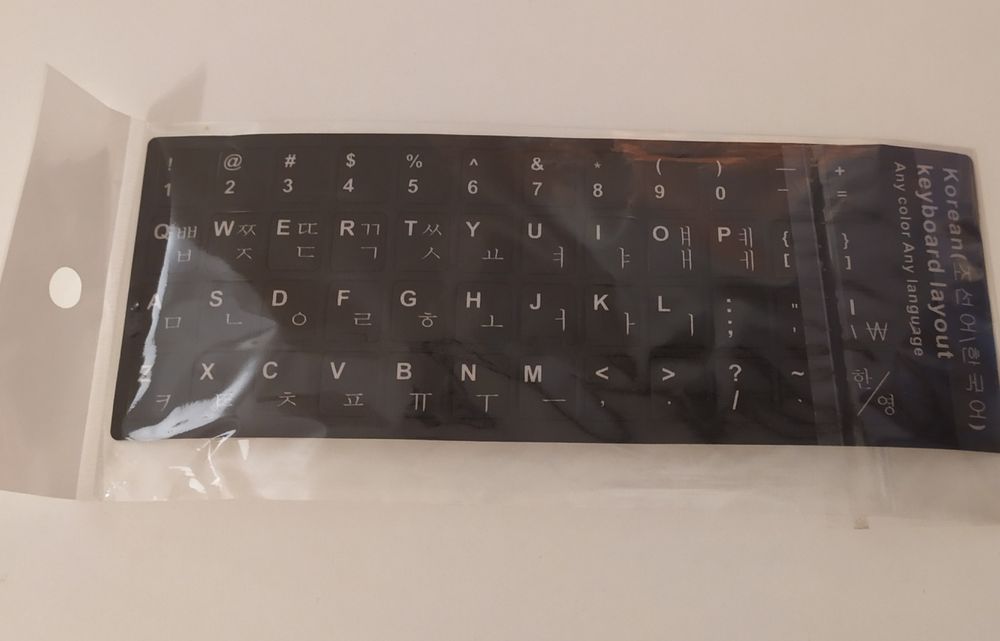 ! @ # $ % ^ & * ( ) — +
1 2 3 4 5 6 7 8 9 0 - =
Q ㅃ W ㅉ E ㄸ R ㄲ T ㅆ Y U I O ㅒ P ㅖ { }
ㅂ ㅈ ㄷ ㄱ ㅅ ㅛ ㅕ ㅑ ㅐ ㅔ [ ]
A S D F G H J K L : " |
ㅁ ㄴ ㅇ ㄹ ㅎ ㅗ ㅓ ㅏ ㅣ ; ' \ ₩
Z X C V B N M < > ? ~ 한/영
ㅋ ㅌ ㅊ ㅍ ㅠ ㅜ ㅡ , . / `
Korean(조선어\한국어)
keyboard layout
Any color Any language